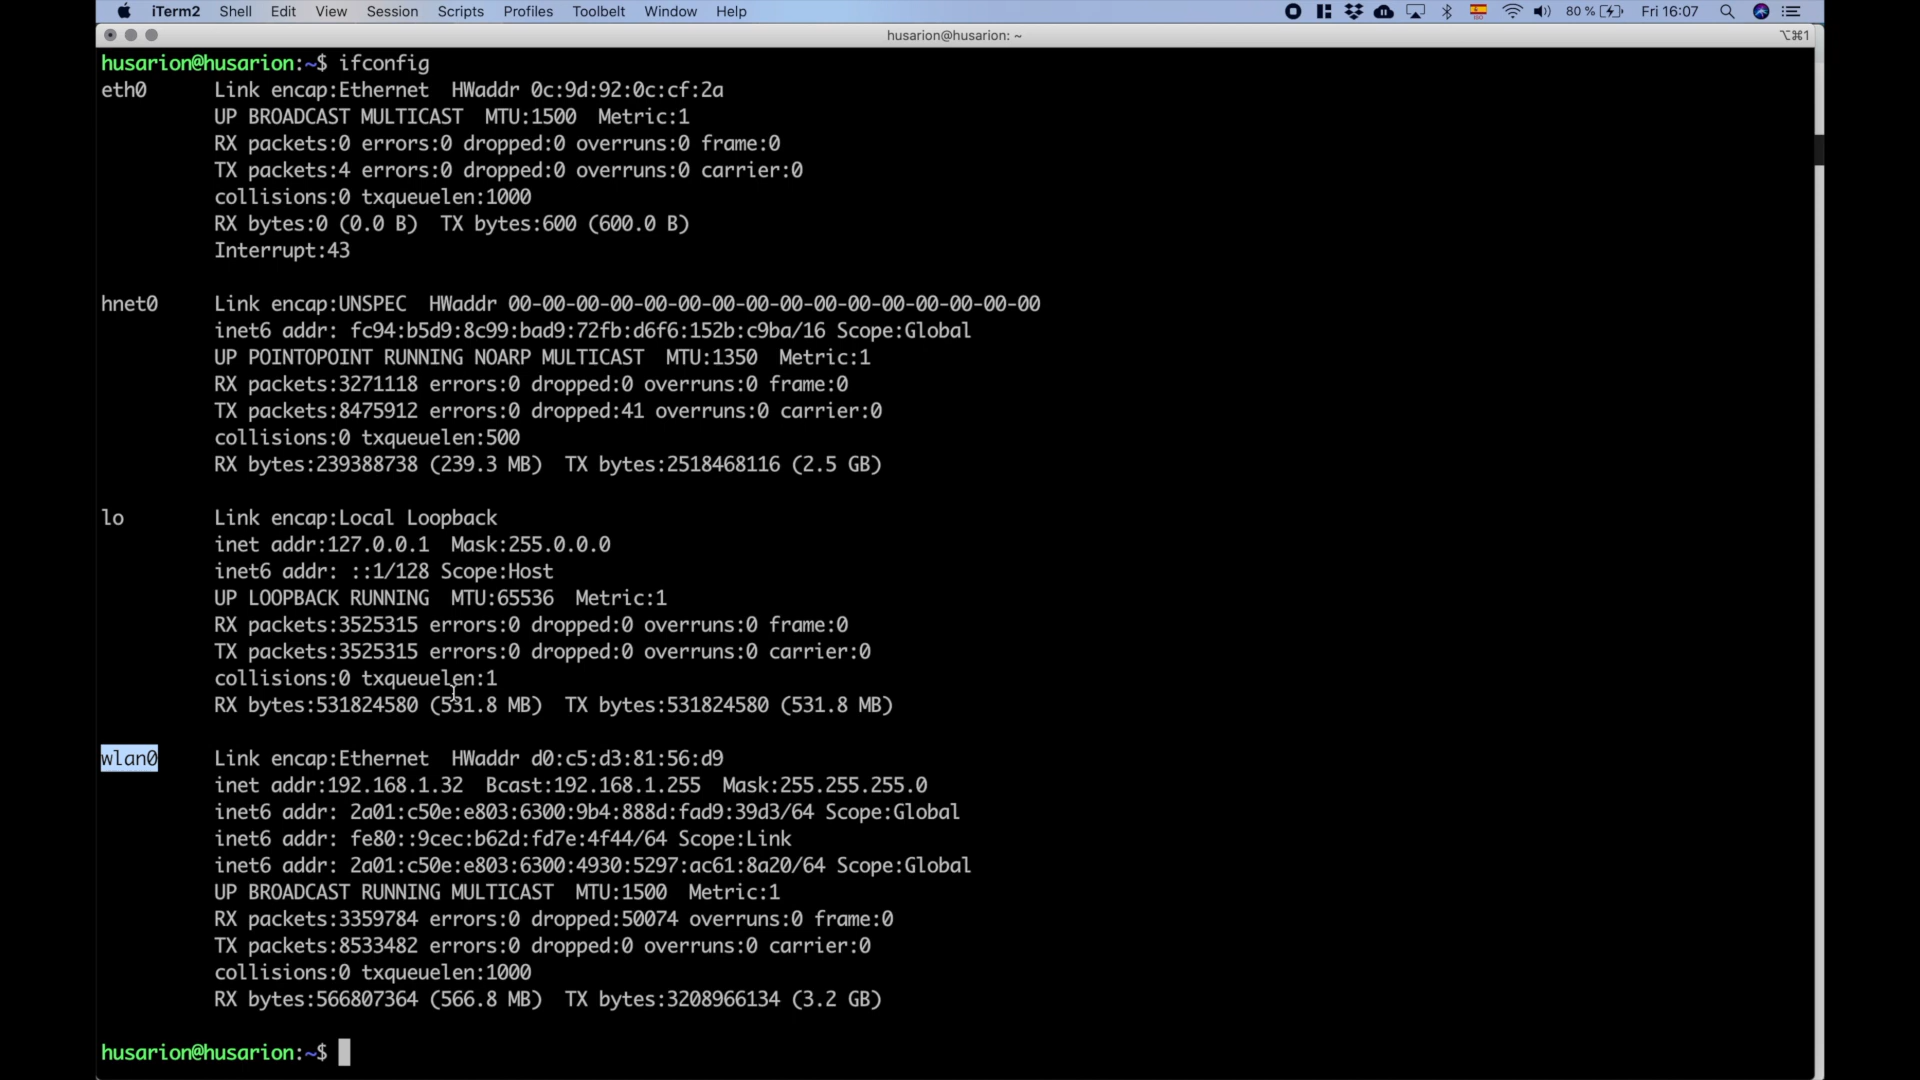 iTerm2 Shell Edit View Session Scripts Profiles Toolbelt Window Help 80 % Fri 16:07
husarion@husarion: ~ ⌥⌘1
husarion@husarion:~$ ifconfig
eth0 Link encap:Ethernet HWaddr 0c:9d:92:0c:cf:2a
UP BROADCAST MULTICAST MTU:1500 Metric:1
RX packets:0 errors:0 dropped:0 overruns:0 frame:0
TX packets:4 errors:0 dropped:0 overruns:0 carrier:0
collisions:0 txqueuelen:1000
RX bytes:0 (0.0 B) TX bytes:600 (600.0 B)
Interrupt:43
hnet0 Link encap:UNSPEC HWaddr 00-00-00-00-00-00-00-00-00-00-00-00-00-00-00-00
inet6 addr: fc94:b5d9:8c99:bad9:72fb:d6f6:152b:c9ba/16 Scope:Global
UP POINTOPOINT RUNNING NOARP MULTICAST MTU:1350 Metric:1
RX packets:3271118 errors:0 dropped:0 overruns:0 frame:0
TX packets:8475912 errors:0 dropped:41 overruns:0 carrier:0
collisions:0 txqueuelen:500
RX bytes:239388738 (239.3 MB) TX bytes:2518468116 (2.5 GB)
lo Link encap:Local Loopback
inet addr:127.0.0.1 Mask:255.0.0.0
inet6 addr: ::1/128 Scope:Host
UP LOOPBACK RUNNING MTU:65536 Metric:1
RX packets:3525315 errors:0 dropped:0 overruns:0 frame:0
TX packets:3525315 errors:0 dropped:0 overruns:0 carrier:0
collisions:0 txqueuelen:1
RX bytes:531824580 (531.8 MB) TX bytes:531824580 (531.8 MB)
wlan0 Link encap:Ethernet HWaddr d0:c5:d3:81:56:d9
inet addr:192.168.1.32 Bcast:192.168.1.255 Mask:255.255.255.0
inet6 addr: 2a01:c50e:e803:6300:9b4:888d:fad9:39d3/64 Scope:Global
inet6 addr: fe80::9cec:b62d:fd7e:4f44/64 Scope:Link
inet6 addr: 2a01:c50e:e803:6300:4930:5297:ac61:8a20/64 Scope:Global
UP BROADCAST RUNNING MULTICAST MTU:1500 Metric:1
RX packets:3359784 errors:0 dropped:50074 overruns:0 frame:0
TX packets:8533482 errors:0 dropped:0 overruns:0 carrier:0
collisions:0 txqueuelen:1000
RX bytes:566807364 (566.8 MB) TX bytes:3208966134 (3.2 GB)
husarion@husarion:~$